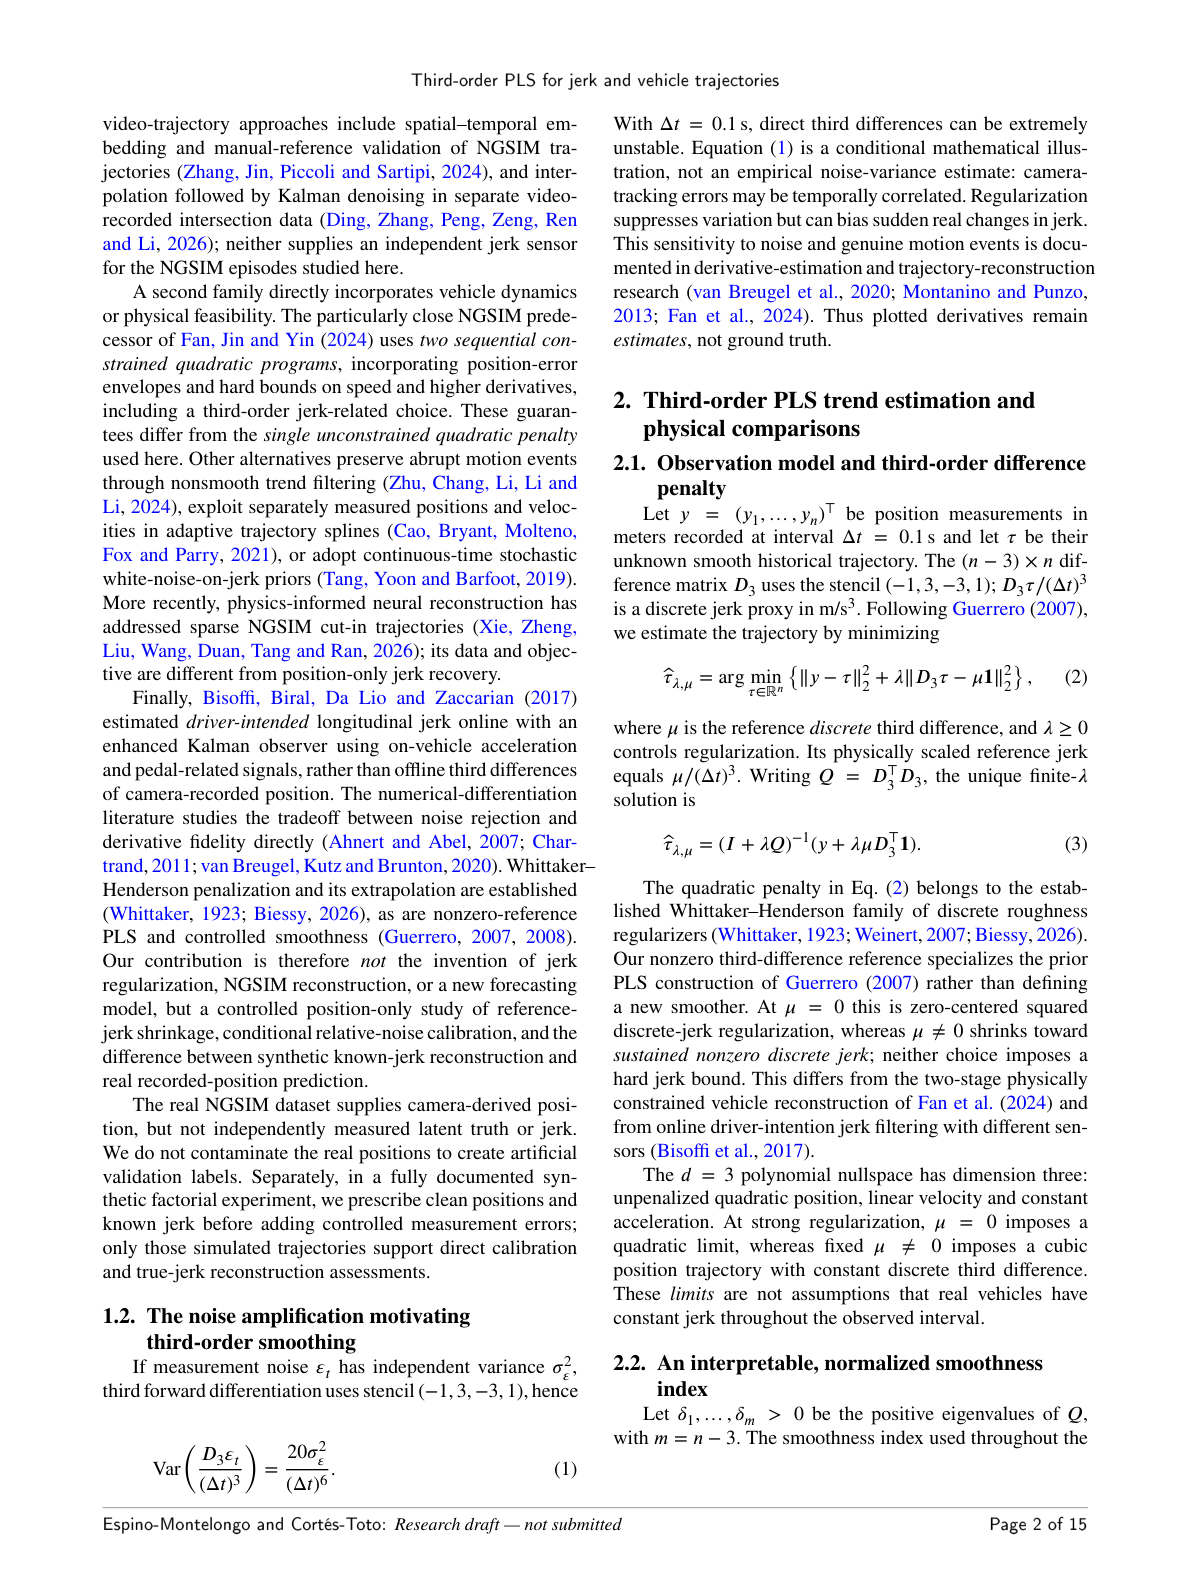 Third-order PLS for jerk and vehicle trajectories
video-trajectory approaches include spatial–temporal em-
bedding and manual-reference validation of NGSIM tra-
jectories (Zhang, Jin, Piccoli and Sartipi, 2024), and inter-
polation followed by Kalman denoising in separate video-
recorded intersection data (Ding, Zhang, Peng, Zeng, Ren
and Li, 2026); neither supplies an independent jerk sensor
for the NGSIM episodes studied here.
A second family directly incorporates vehicle dynamics
or physical feasibility. The particularly close NGSIM prede-
cessor of Fan, Jin and Yin (2024) uses two sequential con-
strained quadratic programs, incorporating position-error
envelopes and hard bounds on speed and higher derivatives,
including a third-order jerk-related choice. These guaran-
tees differ from the single unconstrained quadratic penalty
used here. Other alternatives preserve abrupt motion events
through nonsmooth trend filtering (Zhu, Chang, Li, Li and
Li, 2024), exploit separately measured positions and veloc-
ities in adaptive trajectory splines (Cao, Bryant, Molteno,
Fox and Parry, 2021), or adopt continuous-time stochastic
white-noise-on-jerk priors (Tang, Yoon and Barfoot, 2019).
More recently, physics-informed neural reconstruction has
addressed sparse NGSIM cut-in trajectories (Xie, Zheng,
Liu, Wang, Duan, Tang and Ran, 2026); its data and objec-
tive are different from position-only jerk recovery.
Finally, Bisoffi, Biral, Da Lio and Zaccarian (2017)
estimated driver-intended longitudinal jerk online with an
enhanced Kalman observer using on-vehicle acceleration
and pedal-related signals, rather than offline third differences
of camera-recorded position. The numerical-differentiation
literature studies the tradeoff between noise rejection and
derivative fidelity directly (Ahnert and Abel, 2007; Char-
trand, 2011; van Breugel, Kutz and Brunton, 2020). Whittaker–
Henderson penalization and its extrapolation are established
(Whittaker, 1923; Biessy, 2026), as are nonzero-reference
PLS and controlled smoothness (Guerrero, 2007, 2008).
Our contribution is therefore not the invention of jerk
regularization, NGSIM reconstruction, or a new forecasting
model, but a controlled position-only study of reference-
jerk shrinkage, conditional relative-noise calibration, and the
difference between synthetic known-jerk reconstruction and
real recorded-position prediction.
The real NGSIM dataset supplies camera-derived posi-
tion, but not independently measured latent truth or jerk.
We do not contaminate the real positions to create artificial
validation labels. Separately, in a fully documented syn-
thetic factorial experiment, we prescribe clean positions and
known jerk before adding controlled measurement errors;
only those simulated trajectories support direct calibration
and true-jerk reconstruction assessments.
1.2. The noise amplification motivating
third-order smoothing
If measurement noise ε_t has independent variance σ_ε^2,
third forward differentiation uses stencil (−1, 3, −3, 1), hence
Var(D_3ε_t / (Δt)^3) = 20σ_ε^2 / (Δt)^6. (1)
With Δt = 0.1 s, direct third differences can be extremely
unstable. Equation (1) is a conditional mathematical illus-
tration, not an empirical noise-variance estimate: camera-
tracking errors may be temporally correlated. Regularization
suppresses variation but can bias sudden real changes in jerk.
This sensitivity to noise and genuine motion events is docu-
mented in derivative-estimation and trajectory-reconstruction
research (van Breugel et al., 2020; Montanino and Punzo,
2013; Fan et al., 2024). Thus plotted derivatives remain
estimates, not ground truth.
2. Third-order PLS trend estimation and
physical comparisons
2.1. Observation model and third-order difference
penalty
Let y = (y_1, … , y_n)^⊤ be position measurements in
meters recorded at interval Δt = 0.1 s and let τ be their
unknown smooth historical trajectory. The (n − 3) × n dif-
ference matrix D_3 uses the stencil (−1, 3, −3, 1); D_3τ/(Δt)^3
is a discrete jerk proxy in m/s^3. Following Guerrero (2007),
we estimate the trajectory by minimizing
τ̂_{λ,μ} = arg min_{τ∈ℝ^n} {‖y − τ‖_2^2 + λ‖D_3τ − μ𝟏‖_2^2}, (2)
where μ is the reference discrete third difference, and λ ≥ 0
controls regularization. Its physically scaled reference jerk
equals μ/(Δt)^3. Writing Q = D_3^⊤D_3, the unique finite-λ
solution is
τ̂_{λ,μ} = (I + λQ)^{−1}(y + λμD_3^⊤𝟏). (3)
The quadratic penalty in Eq. (2) belongs to the estab-
lished Whittaker–Henderson family of discrete roughness
regularizers (Whittaker, 1923; Weinert, 2007; Biessy, 2026).
Our nonzero third-difference reference specializes the prior
PLS construction of Guerrero (2007) rather than defining
a new smoother. At μ = 0 this is zero-centered squared
discrete-jerk regularization, whereas μ ≠ 0 shrinks toward
sustained nonzero discrete jerk; neither choice imposes a
hard jerk bound. This differs from the two-stage physically
constrained vehicle reconstruction of Fan et al. (2024) and
from online driver-intention jerk filtering with different sen-
sors (Bisoffi et al., 2017).
The d = 3 polynomial nullspace has dimension three:
unpenalized quadratic position, linear velocity and constant
acceleration. At strong regularization, μ = 0 imposes a
quadratic limit, whereas fixed μ ≠ 0 imposes a cubic
position trajectory with constant discrete third difference.
These limits are not assumptions that real vehicles have
constant jerk throughout the observed interval.
2.2. An interpretable, normalized smoothness
index
Let δ_1, … , δ_m > 0 be the positive eigenvalues of Q,
with m = n − 3. The smoothness index used throughout the
Espino-Montelongo and Cortés-Toto: Research draft — not submitted
Page 2 of 15